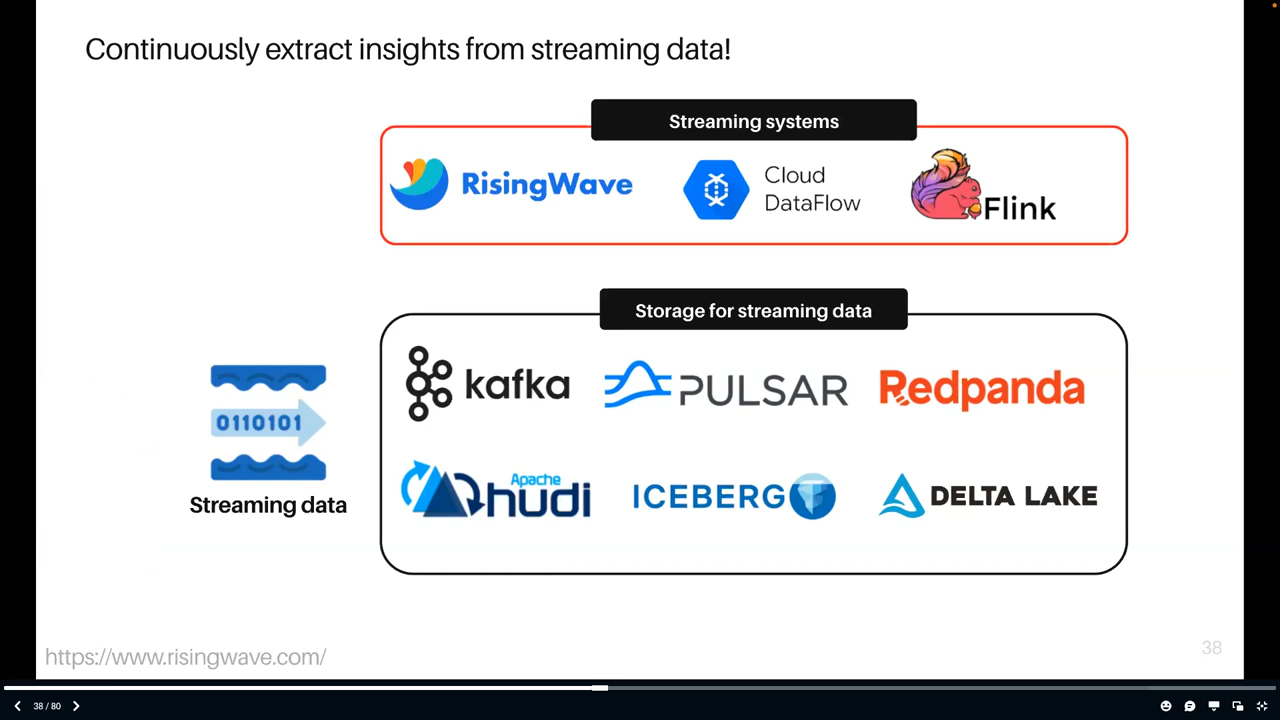 Continuously extract insights from streaming data!
Streaming systems
RisingWave
Cloud
DataFlow
Flink
Storage for streaming data
kafka
PULSAR
Redpanda
0110101
Streaming data
Apache
hudi
ICEBERG
DELTA LAKE
https://www.risingwave.com/
38
38 / 80